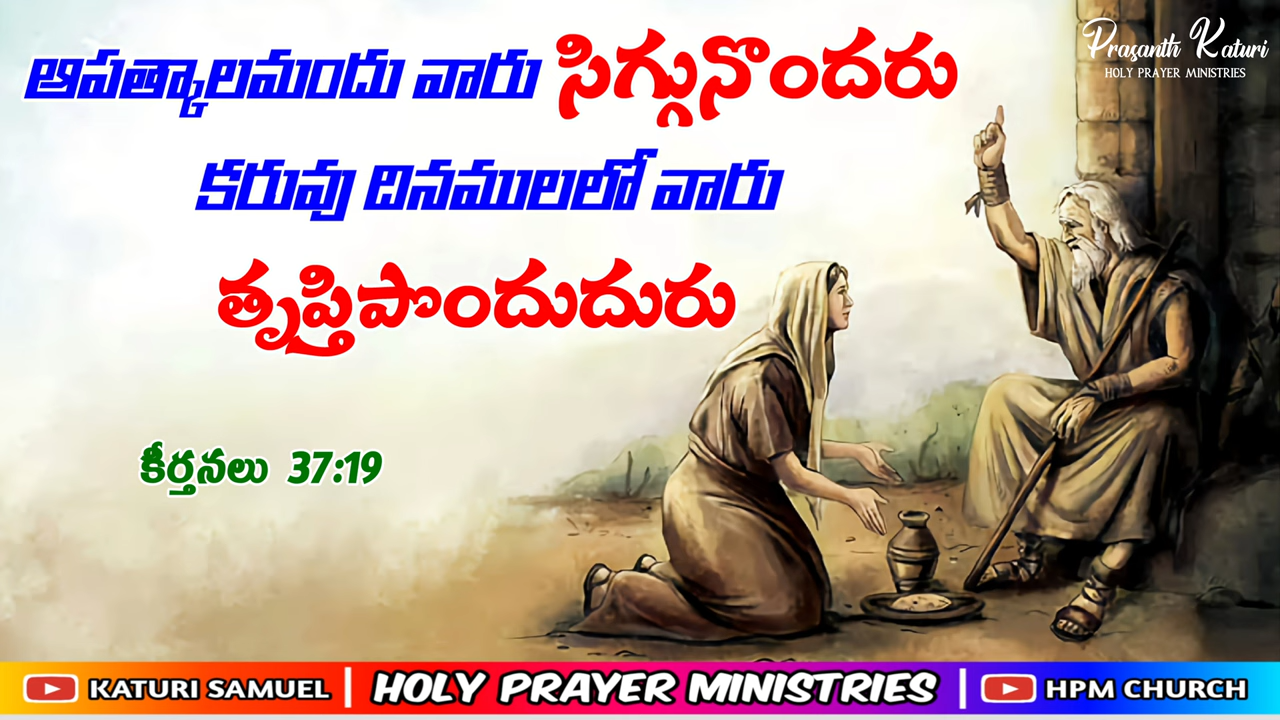 ఆపత్కాలమందు వారు సిగ్గునొందరు
కరువు దినములలో వారు
తృప్తిపొందుదురు
కీర్తనలు 37:19
Prasanth Katuri
HOLY PRAYER MINISTRIES
KATURI SAMUEL | HOLY PRAYER MINISTRIES | HPM CHURCH